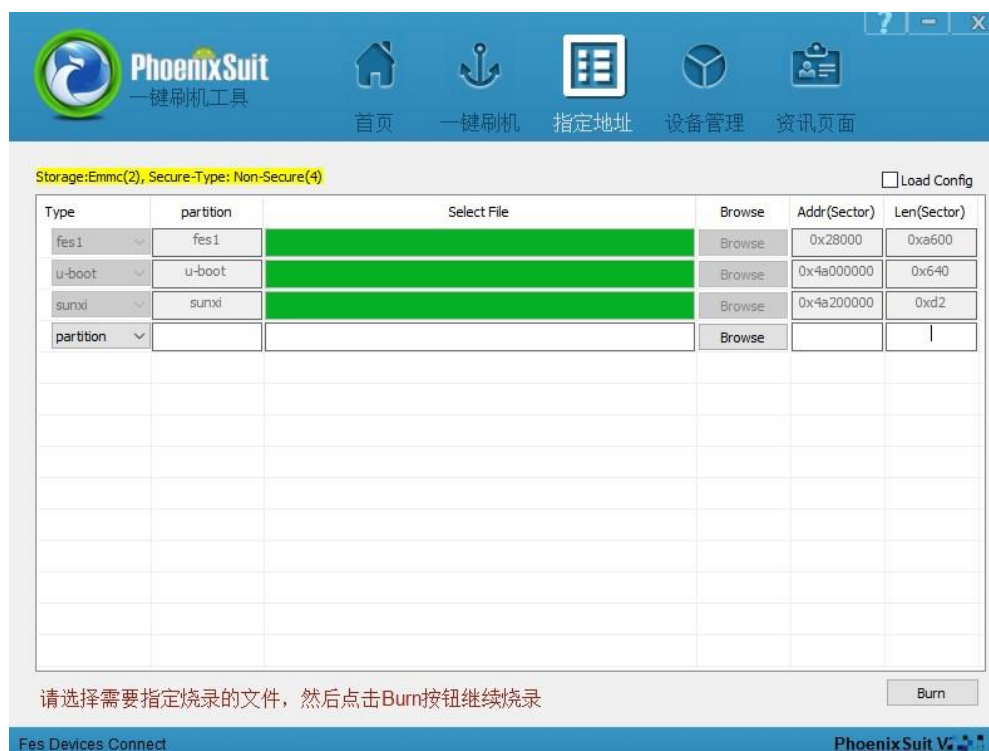 ? — X
PhoenixSuit
一键刷机工具
首页 一键刷机 指定地址 设备管理 资讯页面
Storage:Emmc(2), Secure-Type: Non-Secure(4)
Load Config
Type partition Select File Browse Addr(Sector) Len(Sector)
fes1 fes1 Browse 0x28000 0xa600
u-boot u-boot Browse 0x4a000000 0x640
sunxi sunxi Browse 0x4a200000 0xd2
partition Browse
请选择需要指定烧录的文件，然后点击Burn按钮继续烧录
Burn
Fes Devices Connect
PhoenixSuit